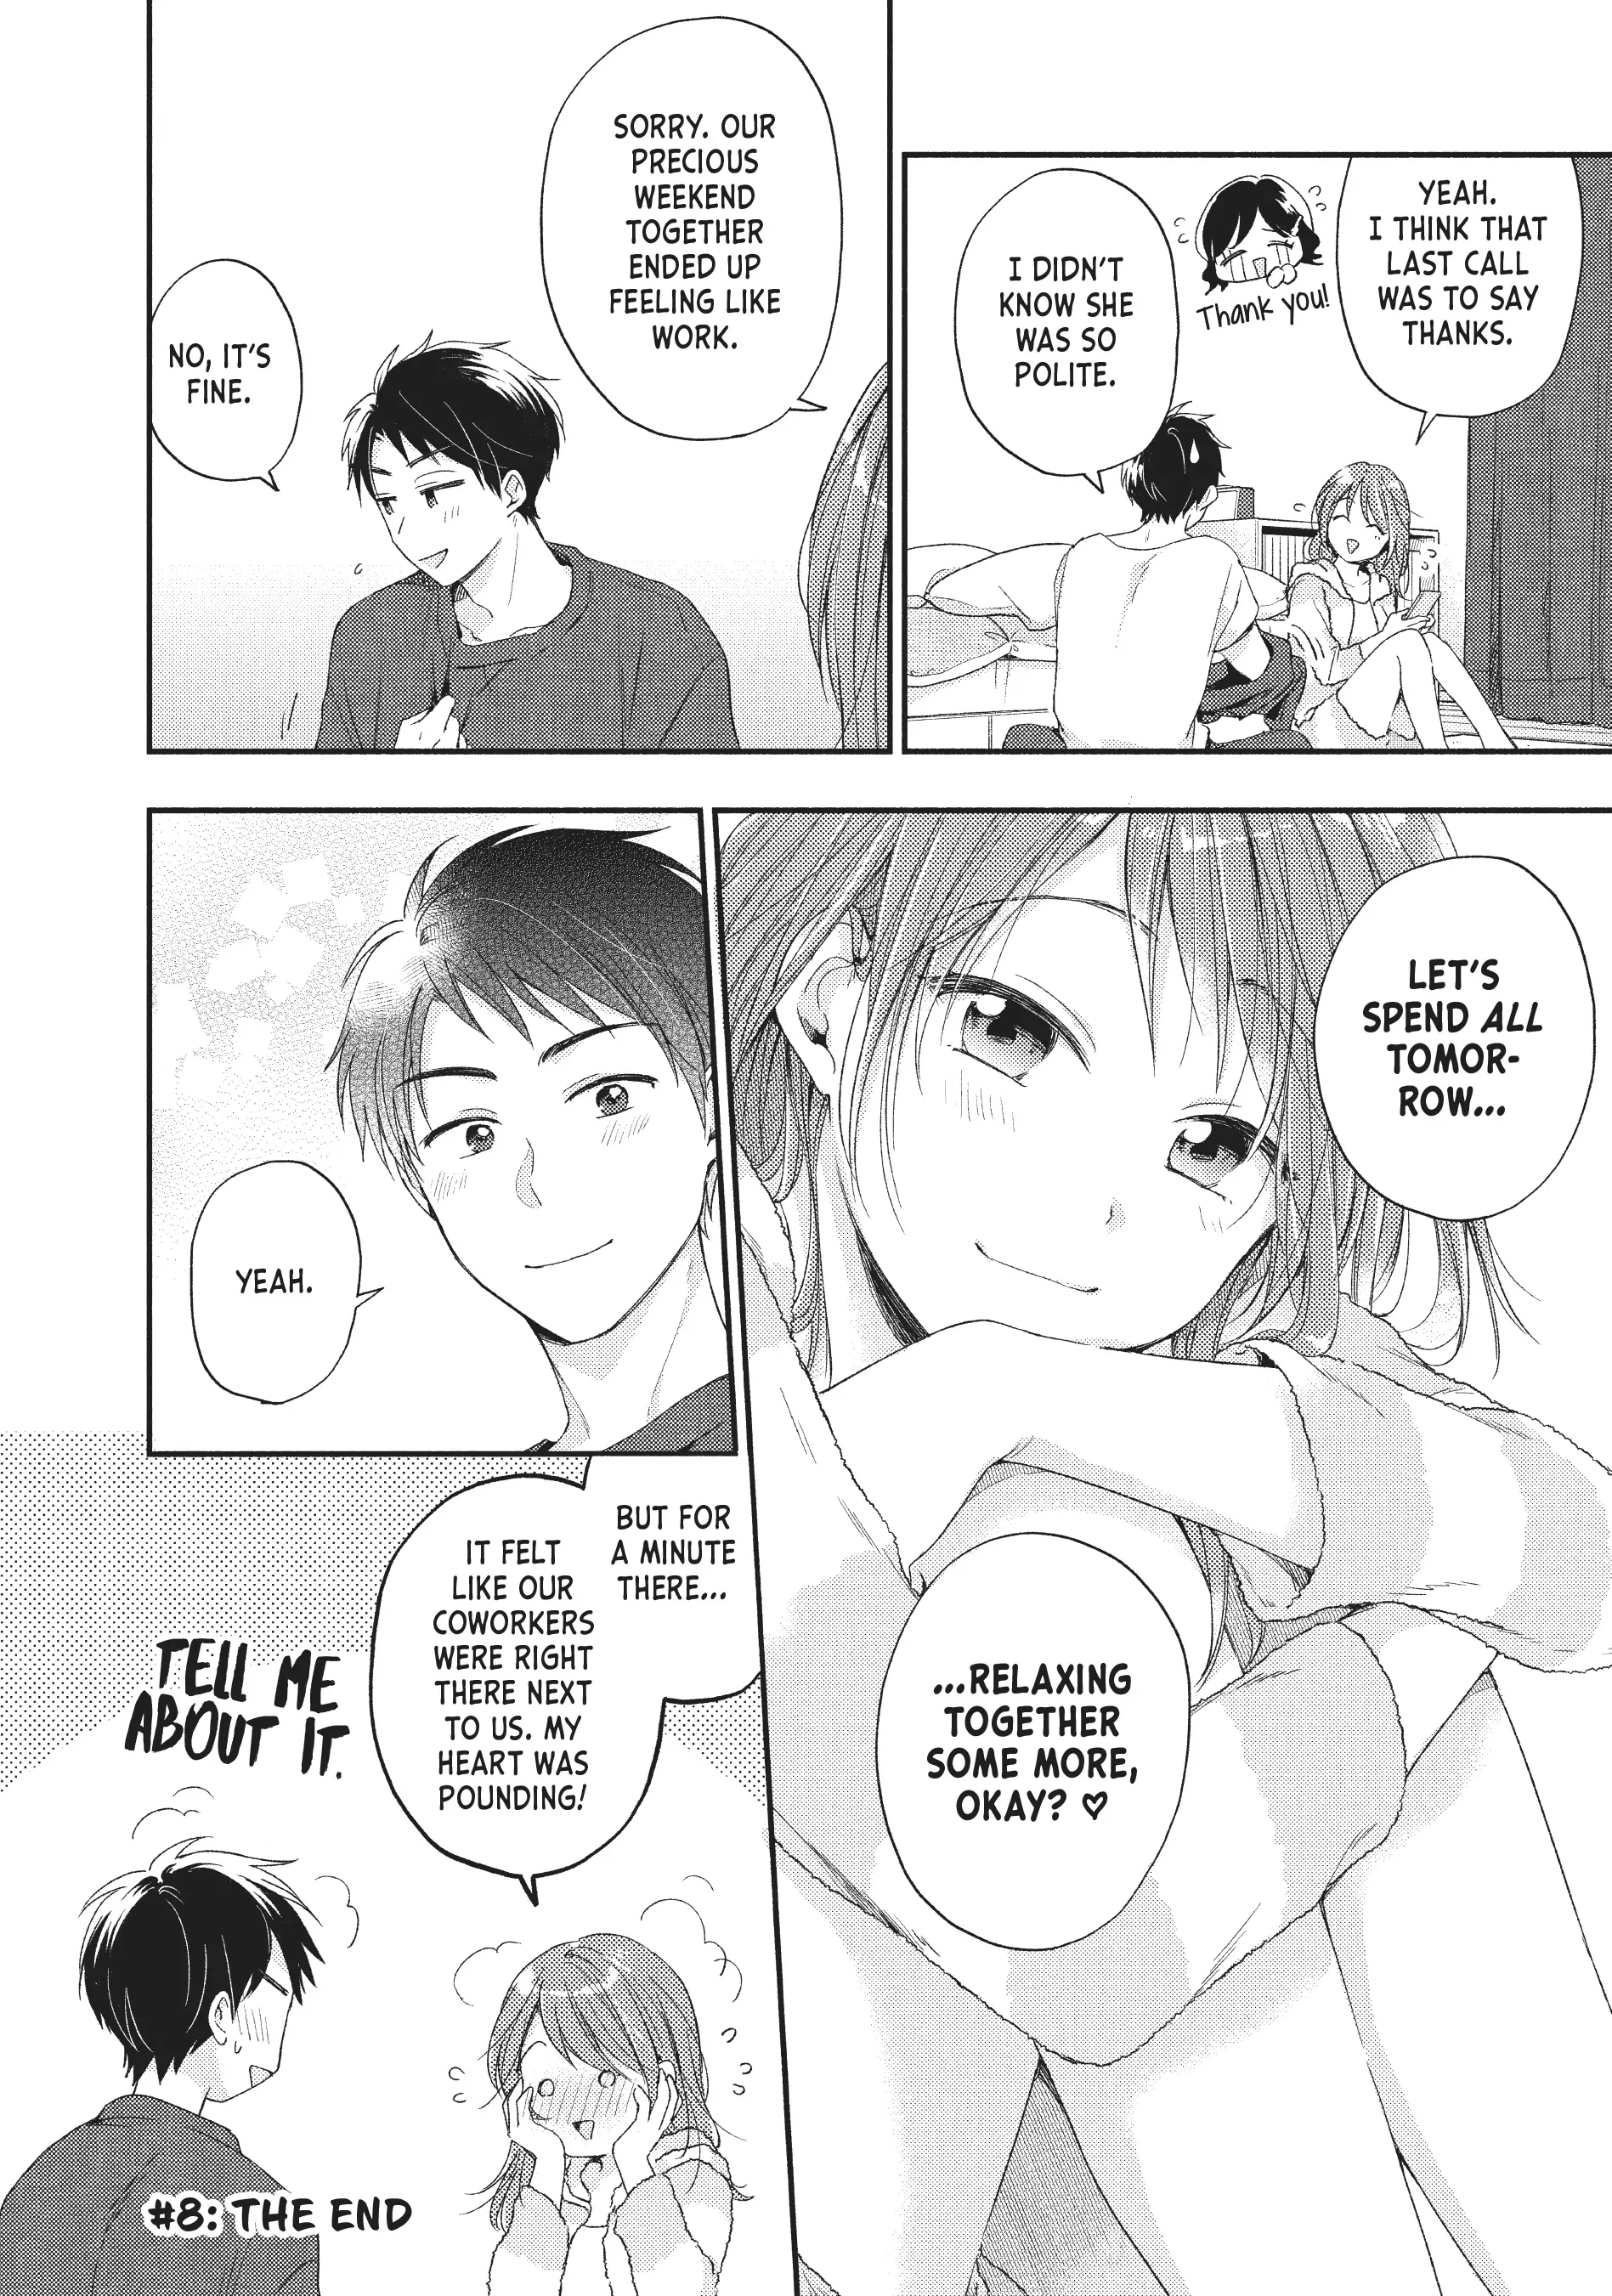 YEAH.
I THINK THAT
LAST CALL
WAS TO SAY
THANKS.
Thank you!
I DIDN'T
KNOW SHE
WAS SO
POLITE.
SORRY. OUR
PRECIOUS
WEEKEND
TOGETHER
ENDED UP
FEELING LIKE
WORK.
NO, IT'S
FINE.
LET'S
SPEND ALL
TOMOR-
ROW...
...RELAXING
TOGETHER
SOME MORE,
OKAY? ♡
YEAH.
BUT FOR
A MINUTE
THERE...
IT FELT
LIKE OUR
COWORKERS
WERE RIGHT
THERE NEXT
TO US. MY
HEART WAS
POUNDING!
TELL ME
ABOUT IT.
#8: THE END